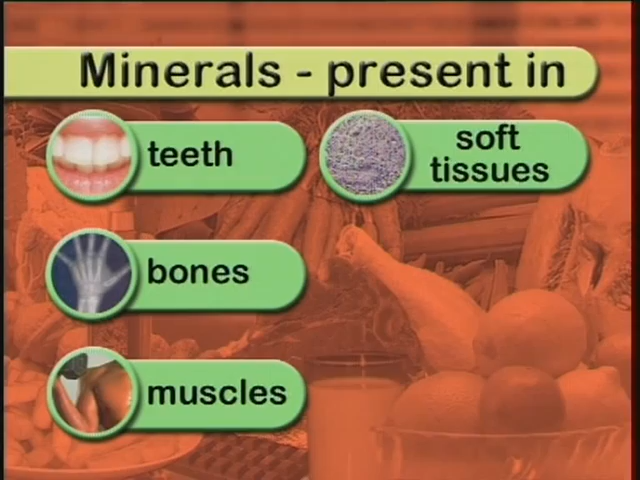 Minerals - present in
teeth
soft
tissues
bones
muscles